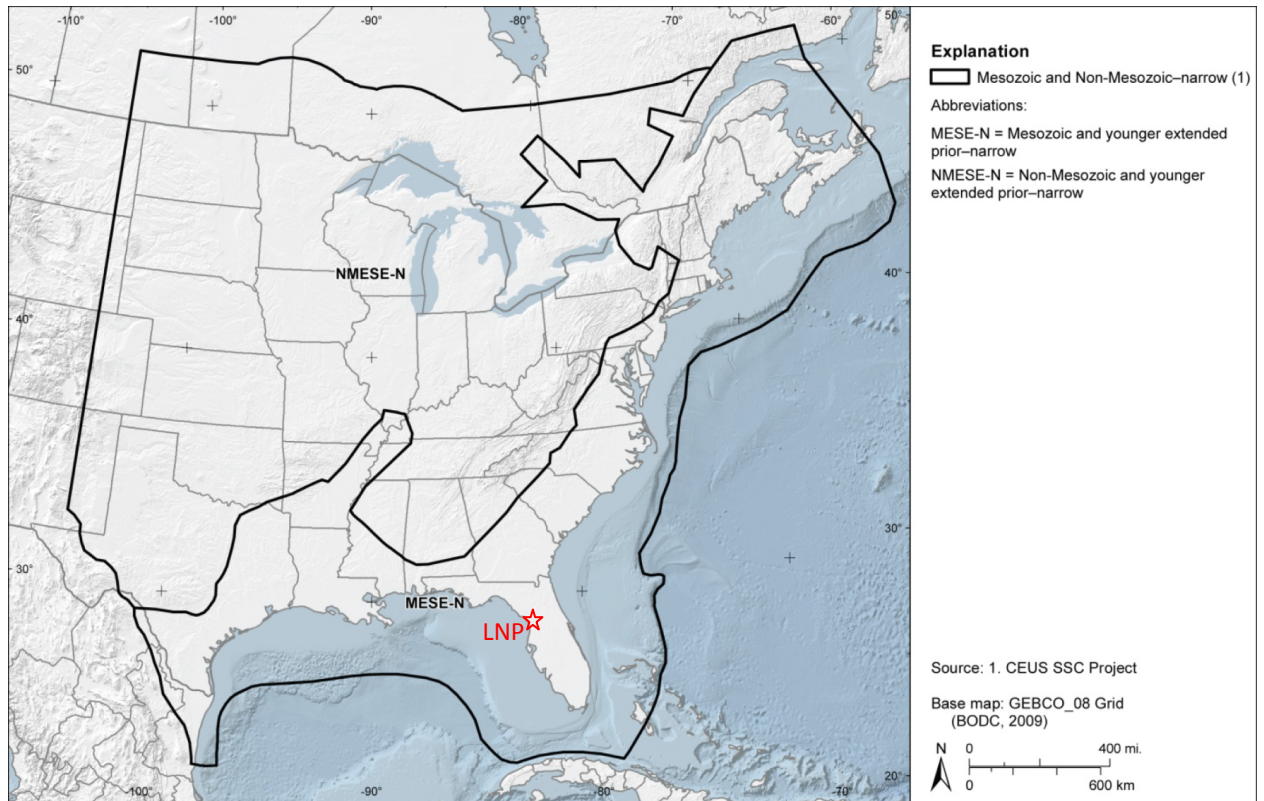 -110° -100° -90° -80° -70° -60°
50°
50°
40°
40°
30°
30°
20°
-100° -90° -80° -70°
NMESE-N
MESE-N
LNP
Explanation
Mesozoic and Non-Mesozoic–narrow (1)
Abbreviations:
MESE-N = Mesozoic and younger extended
prior–narrow
NMESE-N = Non-Mesozoic and younger
extended prior–narrow
Source: 1. CEUS SSC Project
Base map: GEBCO_08 Grid
(BODC, 2009)
N
0 400 mi.
0 600 km